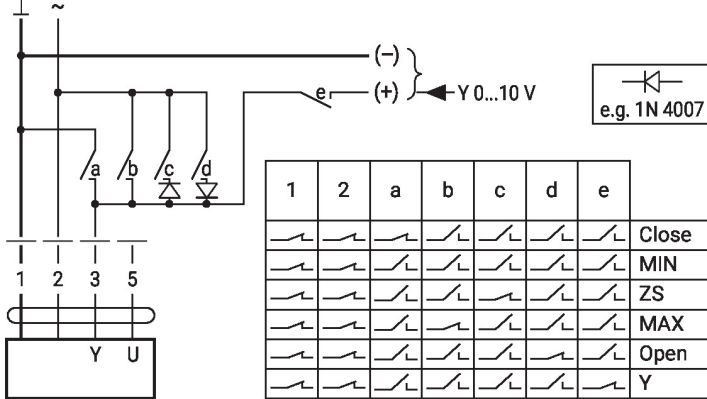 ~
(–)
e (+) Y 0...10 V
e.g. 1N 4007
a b c d
1 2 a b c d e
Close
MIN
ZS
MAX
Open
Y
1 2 3 5
Y U